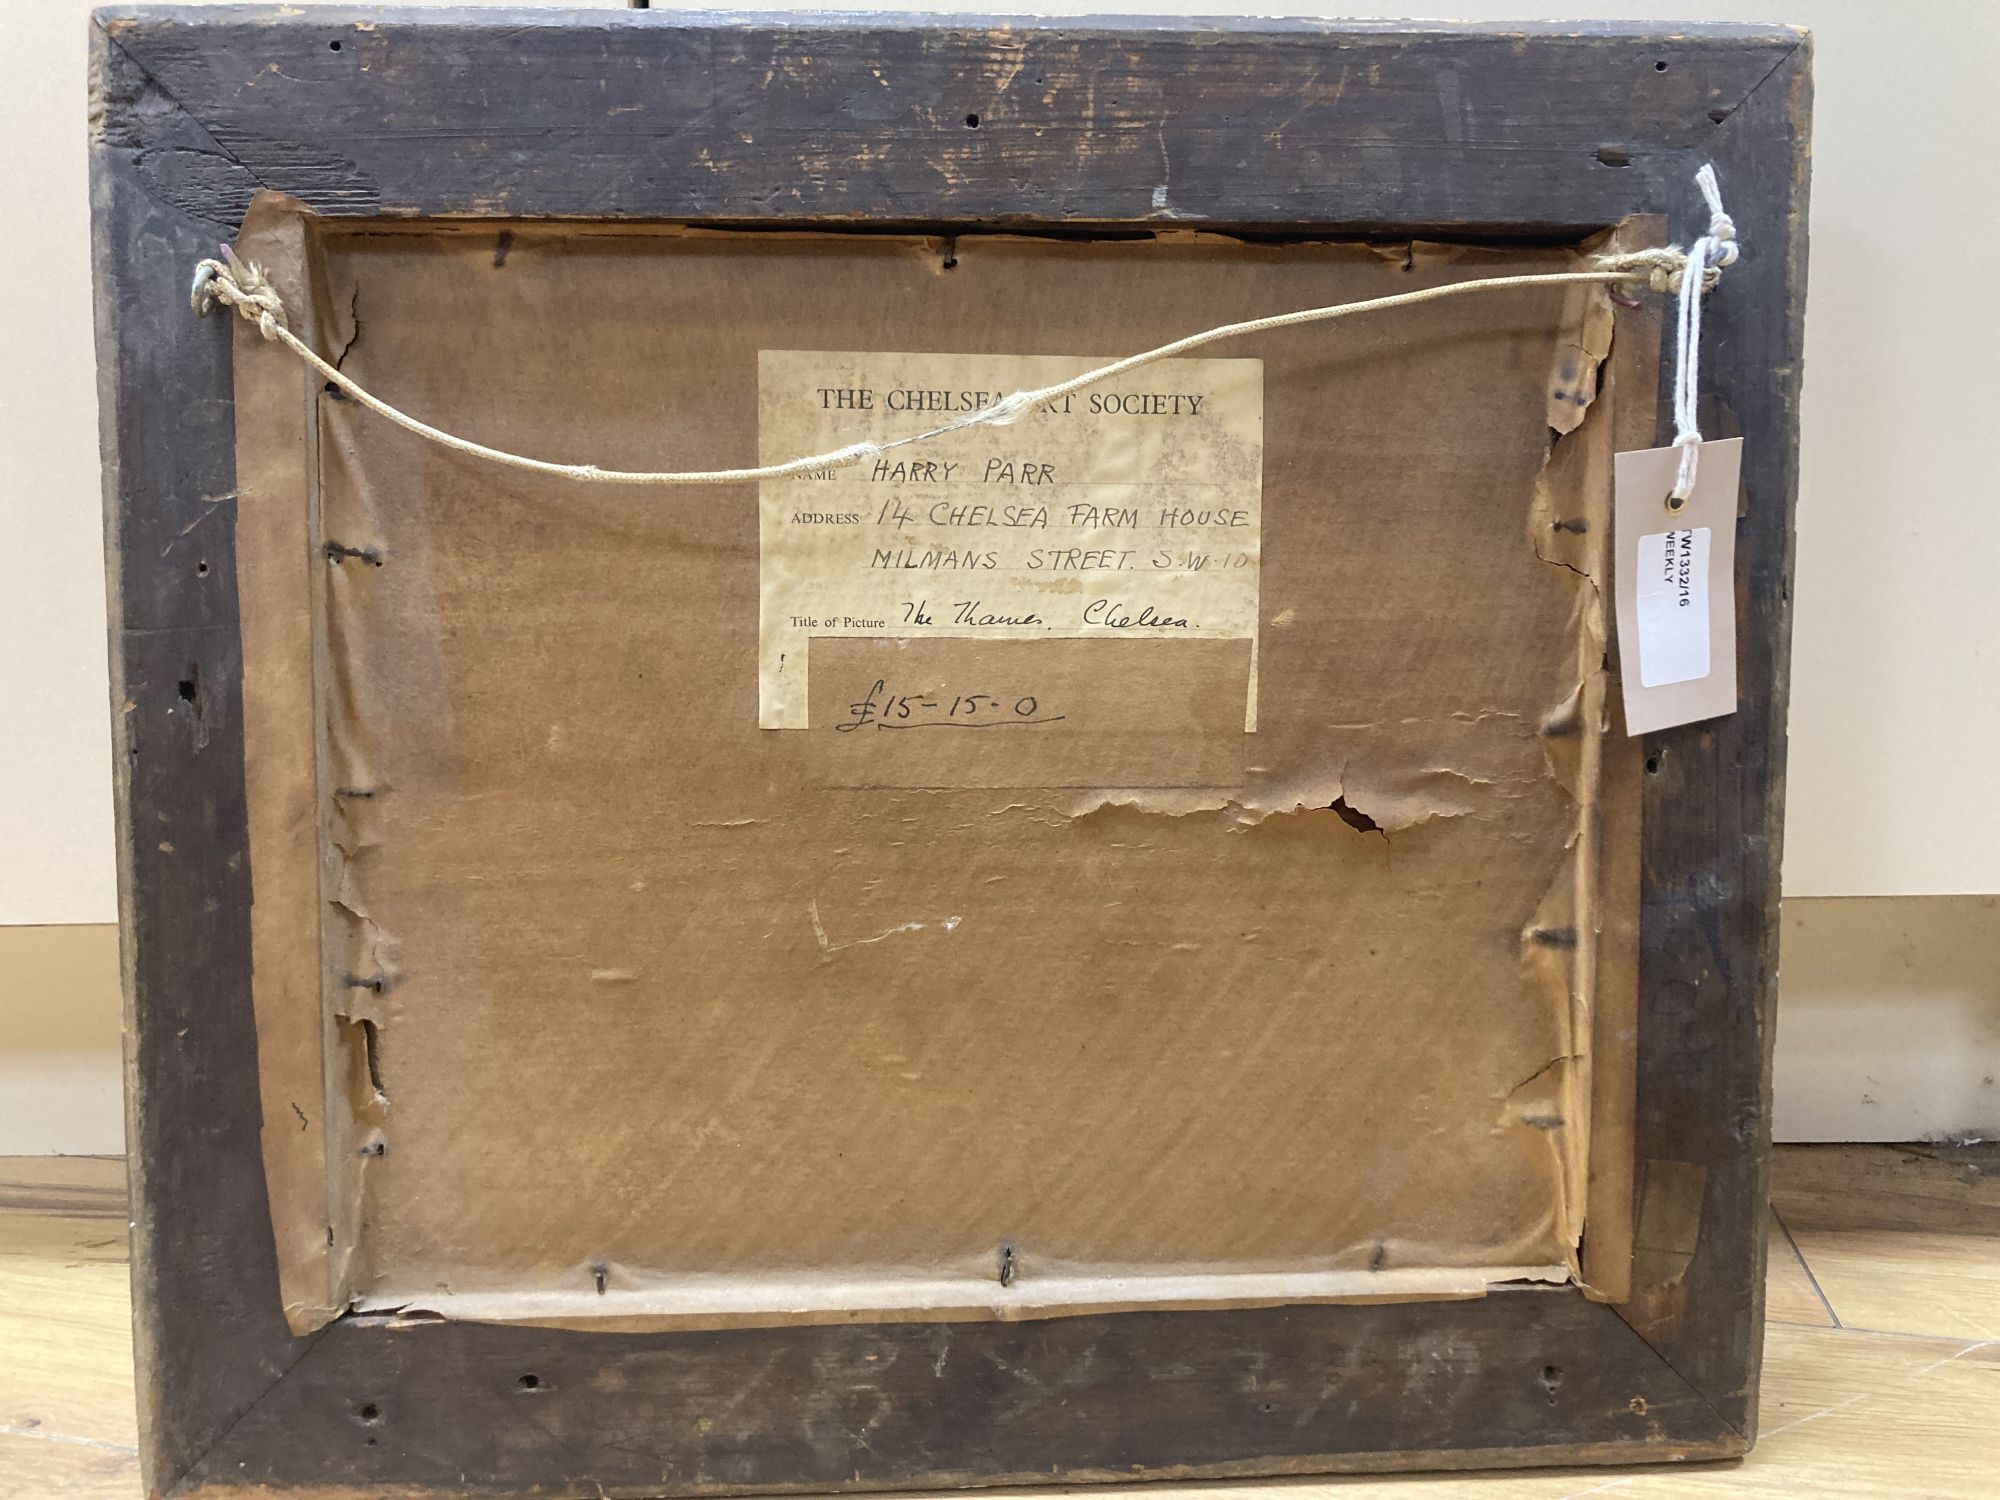 THE CHELSEA ART SOCIETY
NAME HARRY PARR
ADDRESS 14 CHELSEA FARM HOUSE
MILMANS STREET. S.W.10
Title of Picture The Thames. Chelsea.
£15-15-0
TW1332/16
WEEKLY